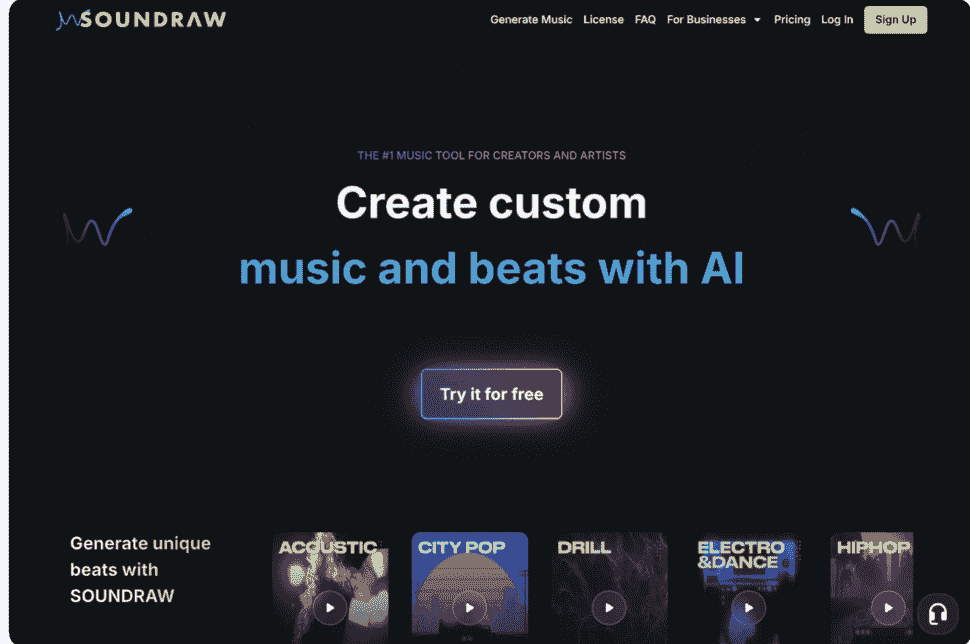 SOUNDRAW
Generate Music License FAQ For Businesses Pricing Log In Sign Up
THE #1 MUSIC TOOL FOR CREATORS AND ARTISTS
Create custom
music and beats with AI
Try it for free
Generate unique
beats with
SOUNDRAW
ACOUSTIC
CITY POP
DRILL
ELECTRO
&DANCE
HIPHOP